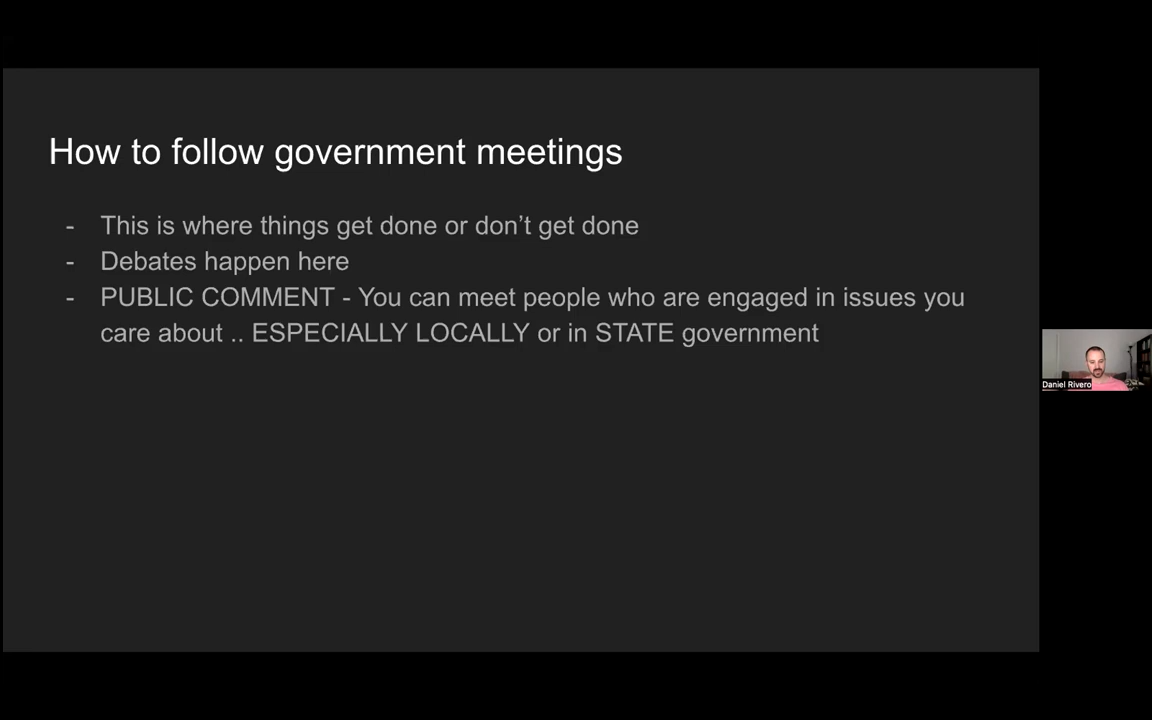 How to follow government meetings
- This is where things get done or don’t get done
- Debates happen here
- PUBLIC COMMENT - You can meet people who are engaged in issues you
care about .. ESPECIALLY LOCALLY or in STATE government
Daniel Rivero